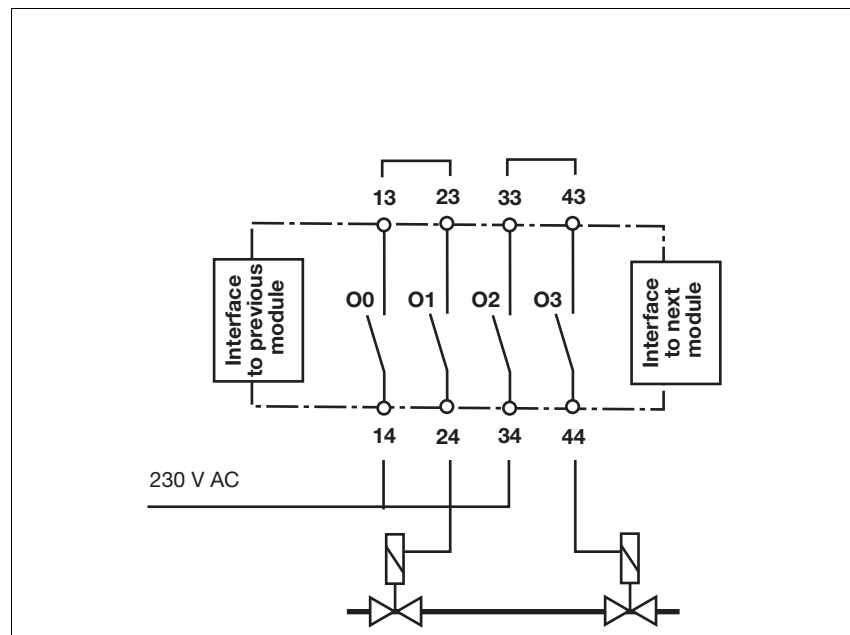 13 23 33 43
Interface
to previous
module
O0 O1 O2 O3
Interface
to next
module
14 24 34 44
230 V AC